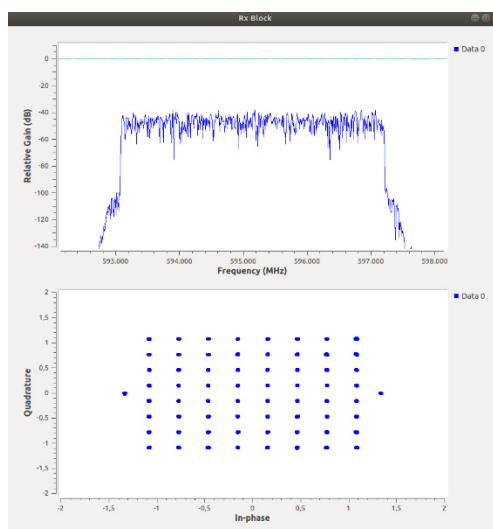 Rx Block
Data 0
0
-20
-40
-60
-80
-100
-120
-140
Relative Gain (dB)
593.000 594.000 595.000 596.000 597.000 598.000
Frequency (MHz)
Data 0
2
1,5
1
0,5
0
-0,5
-1
-1,5
-2
Quadrature
-2 -1,5 -1 -0,5 0 0,5 1 1,5 2
In-phase